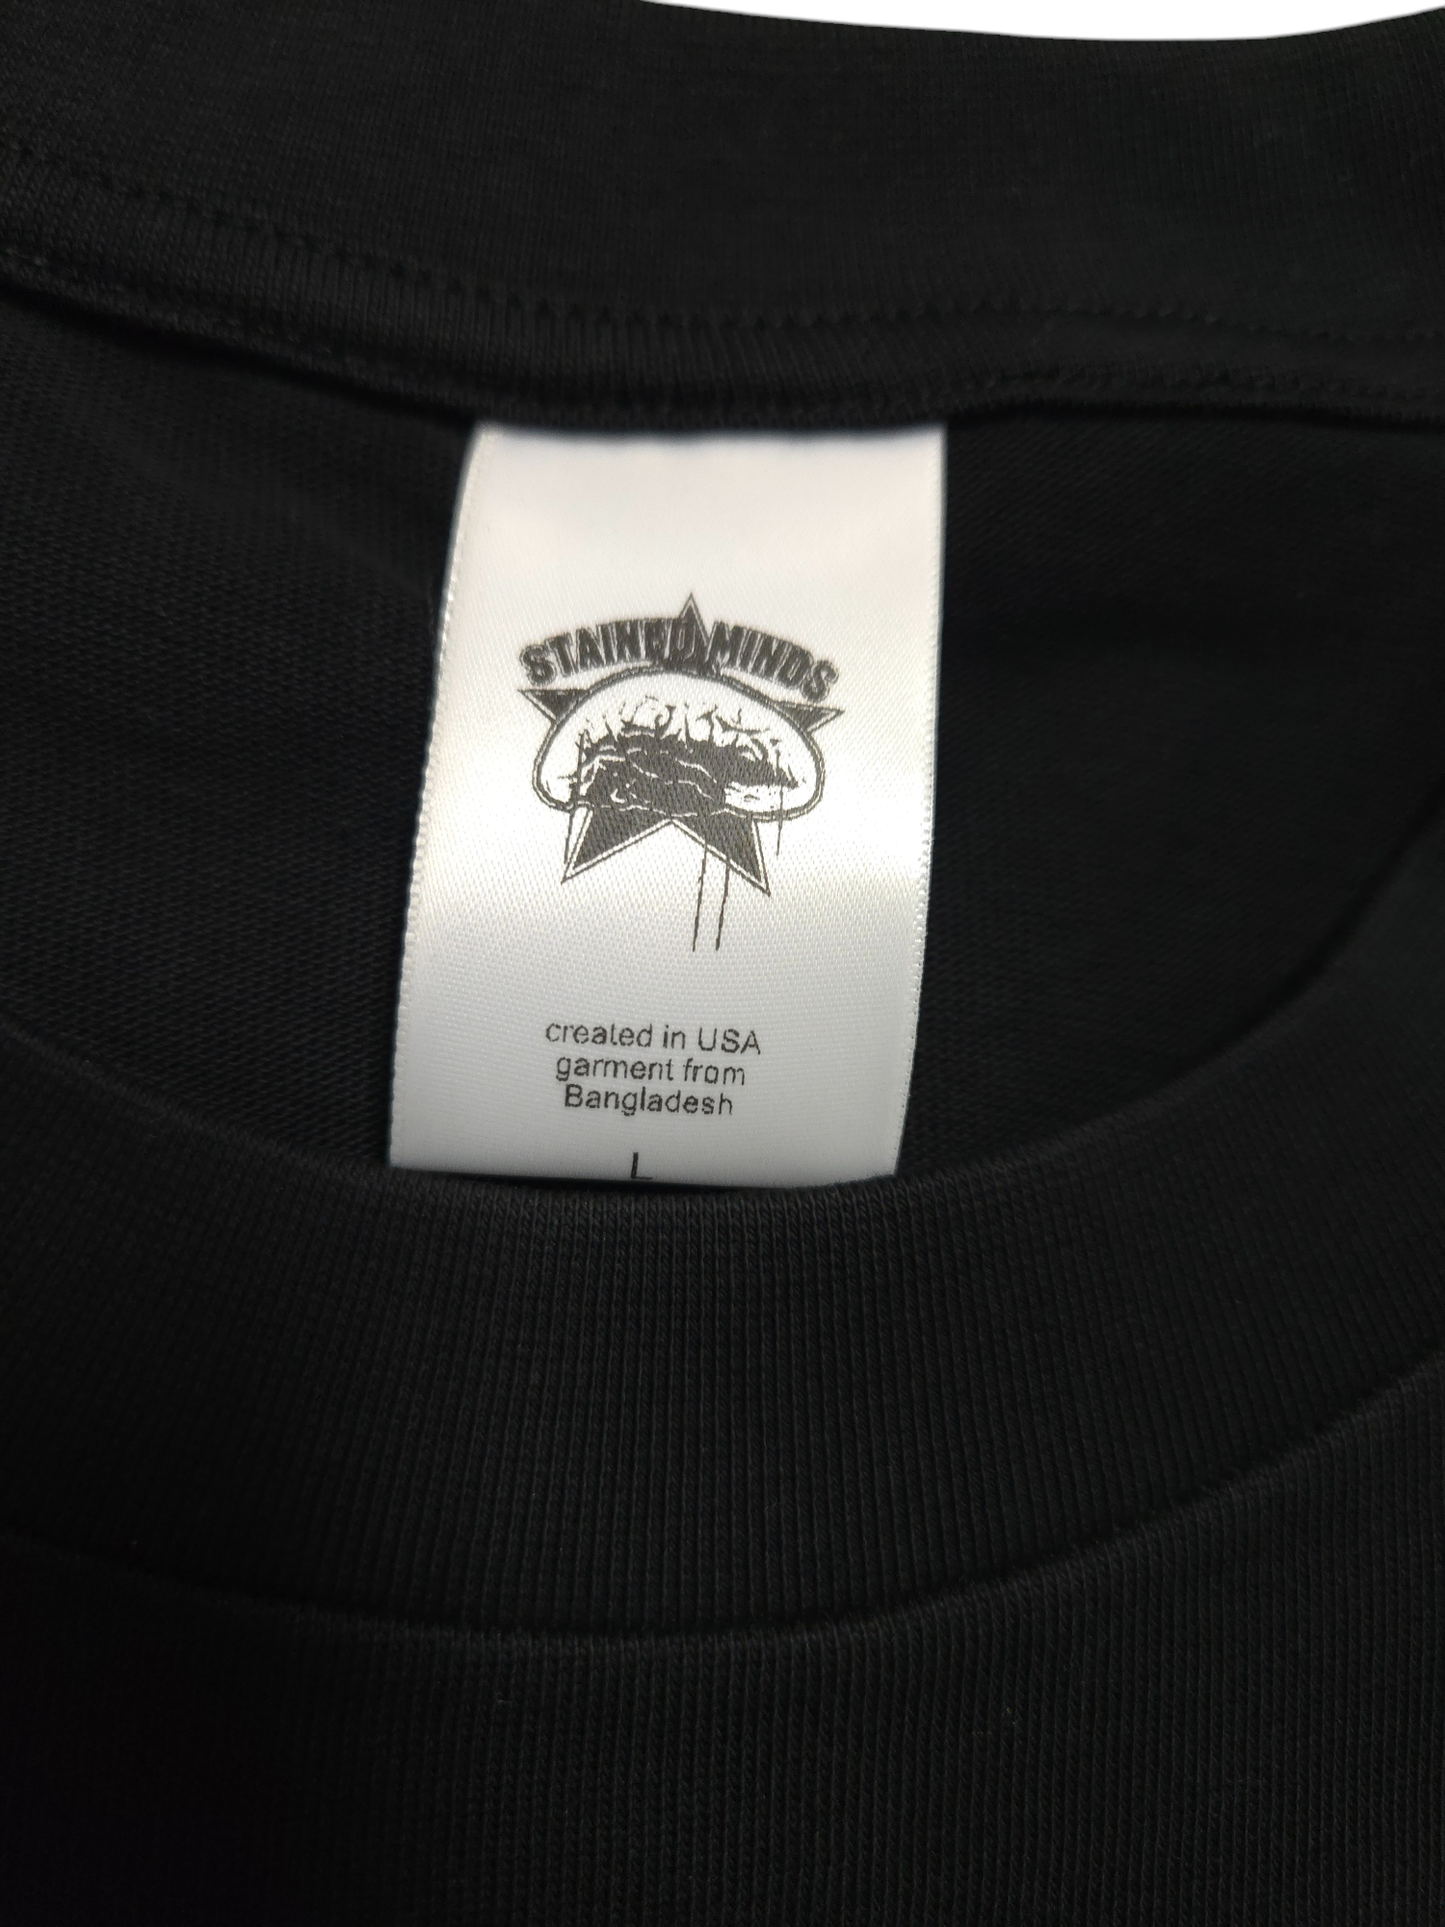 STAINED MINDS
created in USA
garment from
Bangladesh
L